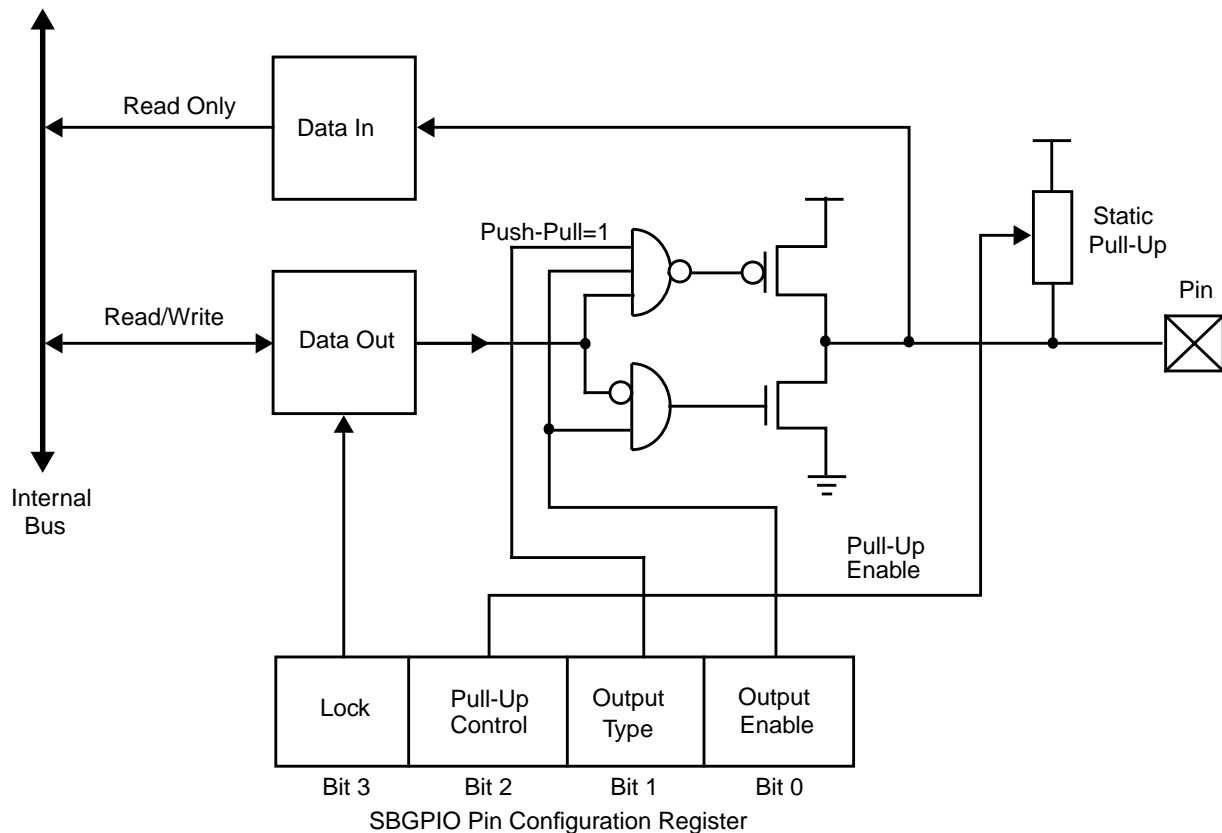 Read Only
Data In
Push-Pull=1
Static
Pull-Up
Pin
Read/Write
Data Out
Internal
Bus
Pull-Up
Enable
Lock
Pull-Up
Control
Output
Type
Output
Enable
Bit 3
Bit 2
Bit 1
Bit 0
SBGPIO Pin Configuration Register